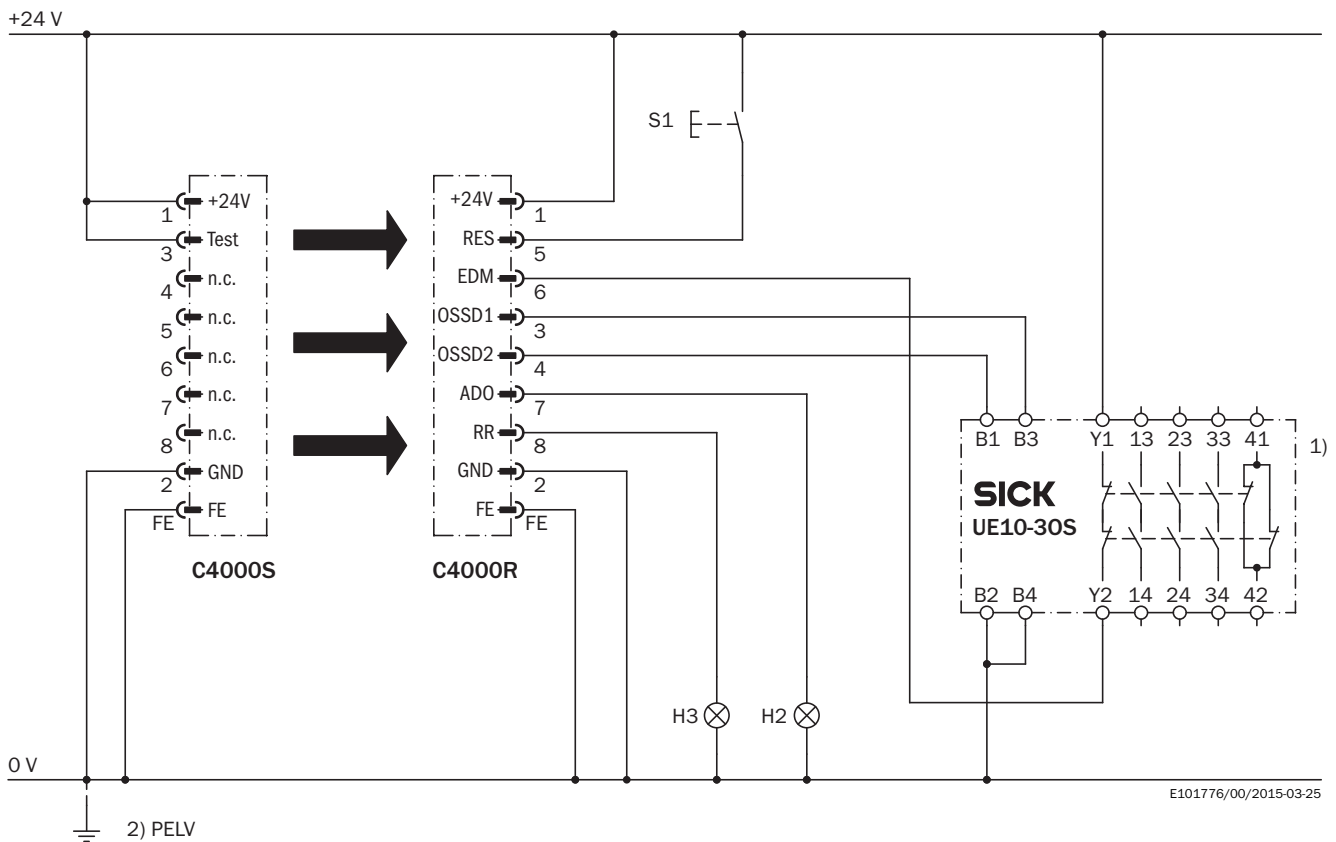 +24 V
S1
+24V
1
Test
3
n.c.
4
n.c.
5
n.c.
6
n.c.
7
n.c.
8
GND
2
FE
FE
C4000S
+24V
1
RES
5
EDM
6
OSSD1
3
OSSD2
4
ADO
7
RR
8
GND
2
FE
FE
C4000R
B1 B3 Y1 13 23 33 41
1)
SICK
UE10-30S
B2 B4 Y2 14 24 34 42
H3
H2
0 V
E101776/00/2015-03-25
2) PELV